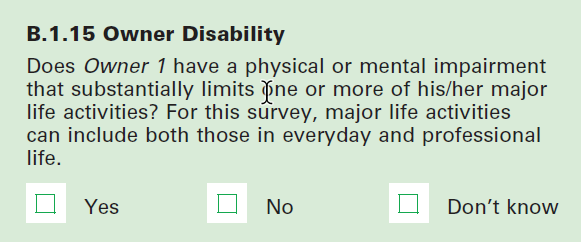 B.1.15 Owner Disability
Does Owner 1 have a physical or mental impairment
that substantially limits one or more of his/her major
life activities? For this survey, major life activities
can include both those in everyday and professional
life.
Yes No Don’t know